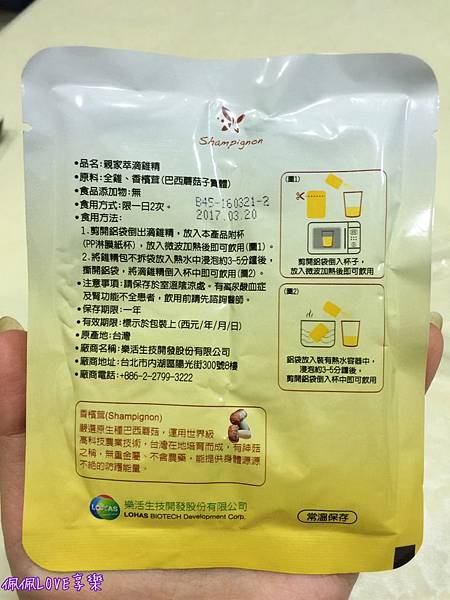 Shampignon
•品名:親家萃滴雞精
•原料:全雞、香檳茸(巴西蘑菇子實體)
•食品添加物:無
•食用方式:限一日2次。
B45-160321-2
2017.03.20
•食用方法:
1.剪開鋁袋倒出滴雞精,放入本產品附杯
(PP淋膜紙杯),放入微波加熱後即可飲用(圖1)。
2.將雞精包不拆袋放入熱水中浸泡約3-5分鐘後,
撕開鋁袋,將滴雞精倒入杯中即可飲用(圖2)。
•注意事項:請保存於室溫陰涼處。有高尿酸血症
及腎功能不全患者,飲用前請先諮詢醫師。
•保存期限:一年
•有效期限:標示於包裝上(西元/年/月/日)
•原產地:台灣
•廠商名稱:樂活生技開發股份有限公司
•廠商地址:台北市內湖區陽光街300號8樓
•廠商電話:+886-2-2799-3222
(圖1)
剪開鋁袋倒入杯子,
放入微波加熱後即可飲用
(圖2)
鋁袋放入裝有熱水容器中,
浸泡約3-5分鐘後,
剪開鋁袋倒入杯中即可飲用
香檳茸(Shampignon)
嚴選原生種巴西蘑菇,運用世界級
高科技農業技術,台灣在地培育而成,有神菇
之稱,無重金屬、不含農藥,能提供身體源源
不絕的防護能量。
LOHAS
樂活生技開發股份有限公司
LOHAS BIOTECH Development Corp.
常溫保存
佩佩LOVE享樂